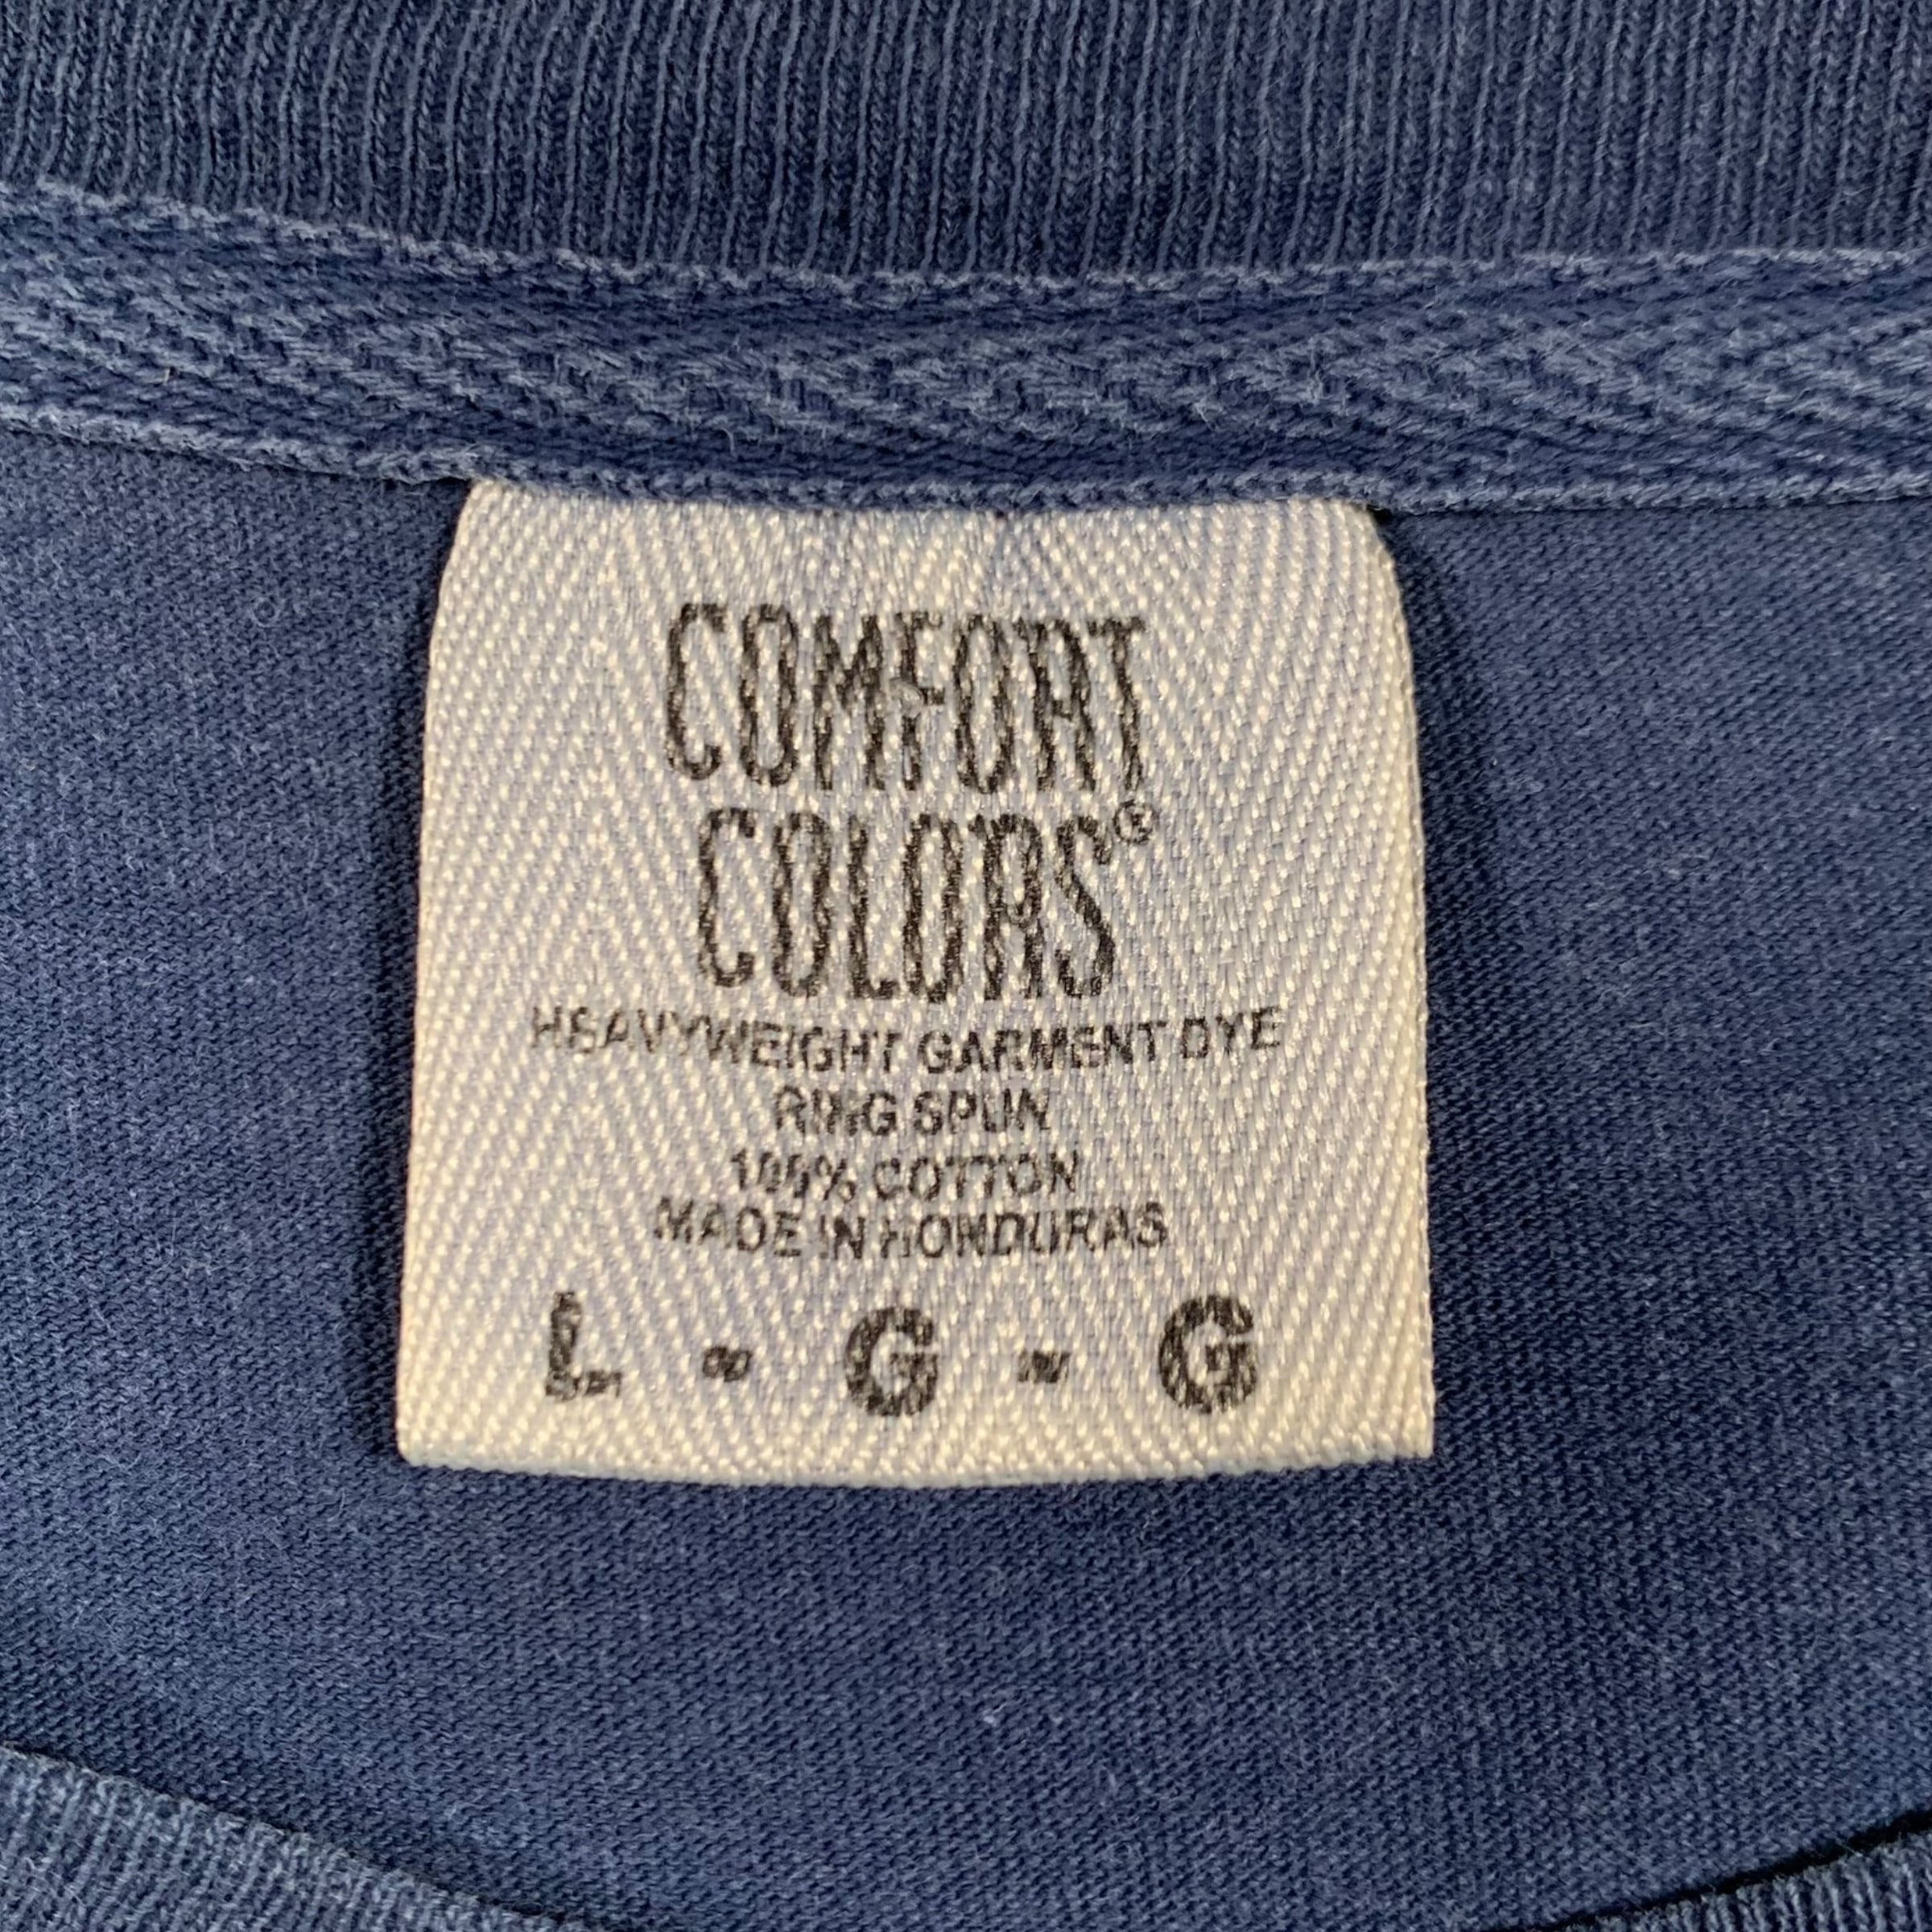 COMFORT
COLORS®
HEAVYWEIGHT GARMENT DYE
RING SPUN
100% COTTON
MADE IN HONDURAS
L - G - G